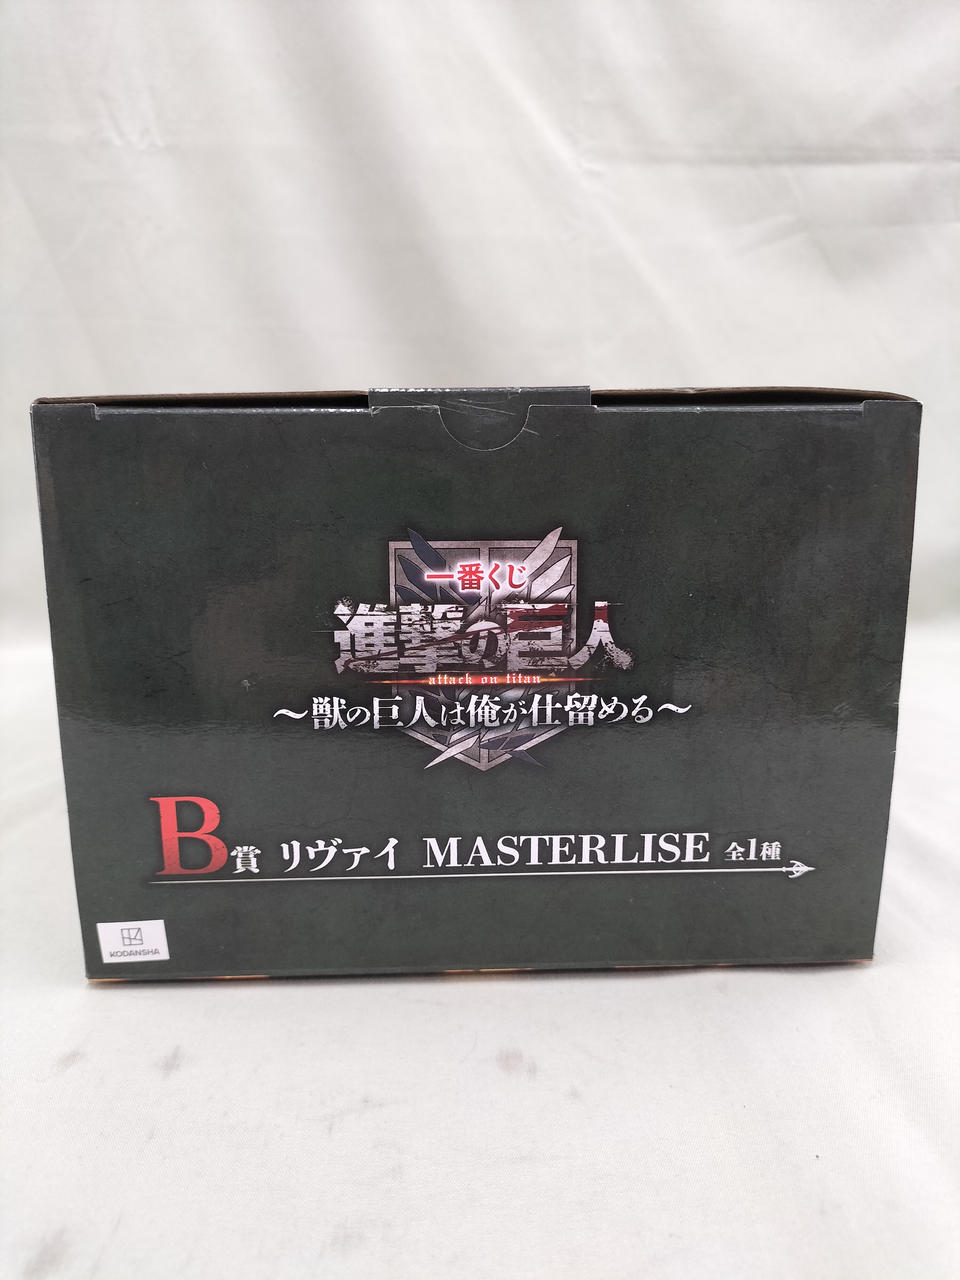 一番くじ
進撃の巨人
attack on titan
～獣の巨人は俺が仕留める～
B賞 リヴァイ MASTERLISE 全1種
KODANSHA